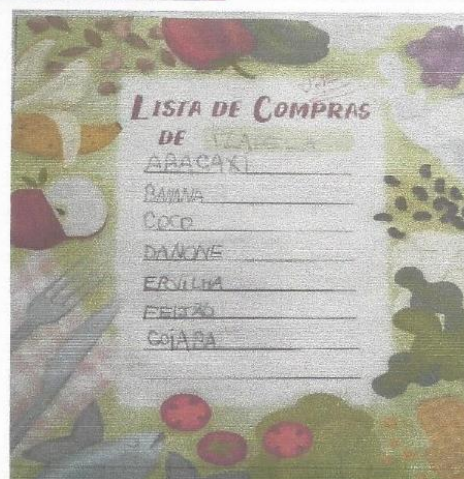 LISTA DE COMPRAS
DE
ABACAXI
BANANA
COCO
DANONE
ERVILHA
FEIJÃO
GOIABA